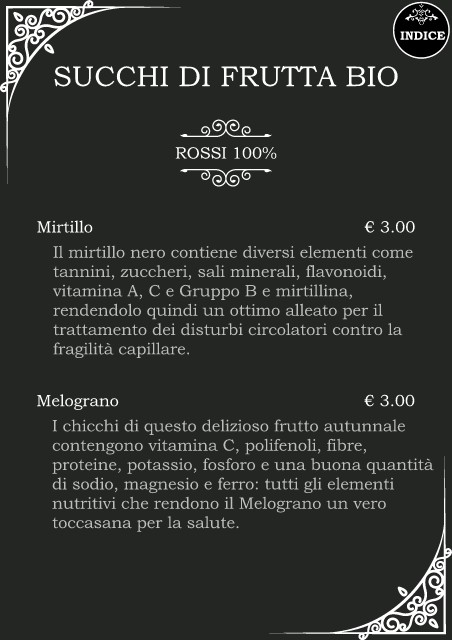 INDICE
SUCCHI DI FRUTTA BIO
ROSSI 100%
Mirtillo € 3.00
Il mirtillo nero contiene diversi elementi come
tannini, zuccheri, sali minerali, flavonoidi,
vitamina A, C e Gruppo B e mirtillina,
rendendolo quindi un ottimo alleato per il
trattamento dei disturbi circolatori contro la
fragilità capillare.
Melograno € 3.00
I chicchi di questo delizioso frutto autunnale
contengono vitamina C, polifenoli, fibre,
proteine, potassio, fosforo e una buona quantità
di sodio, magnesio e ferro: tutti gli elementi
nutritivi che rendono il Melograno un vero
toccasana per la salute.